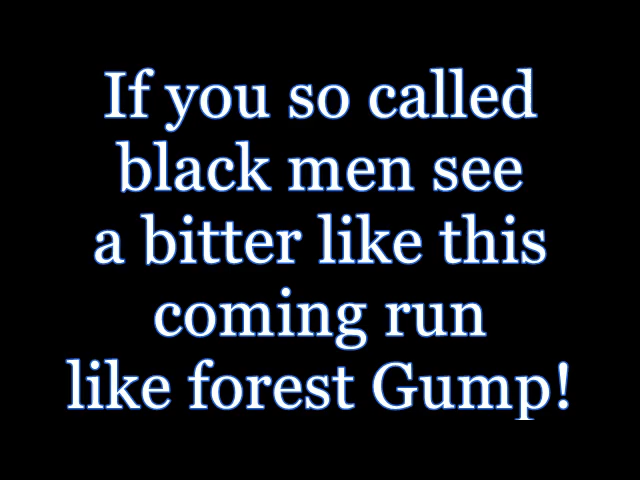 If you so called
black men see
a bitter like this
coming run
like forest Gump!